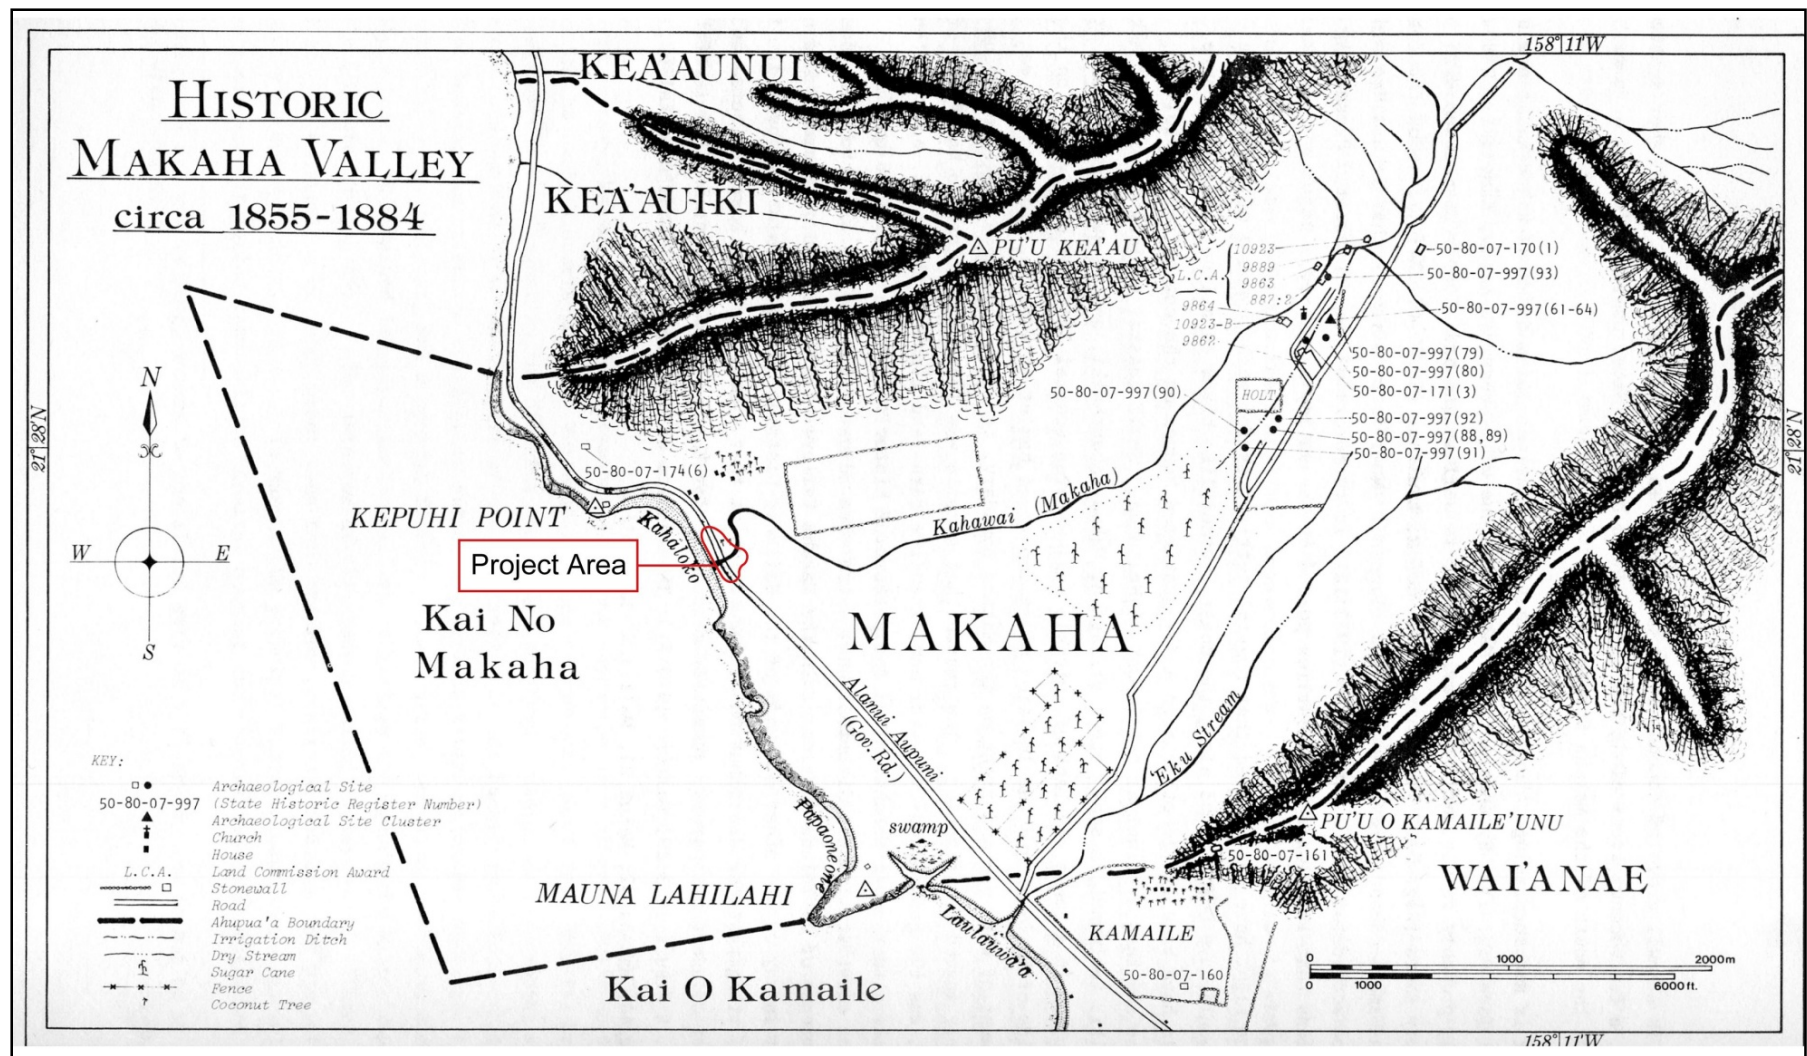 158°11'W
HISTORIC
MAKAHA VALLEY
circa 1855-1884
KEA'AUNUI
KEA'AUIKI
PU'U KEA'AU
10923
9889
L.C.A.
9863
887:2
9864
10923-B
9862
50-80-07-170(1)
50-80-07-997(93)
50-80-07-997(61-64)
50-80-07-997(79)
50-80-07-997(80)
50-80-07-171(3)
50-80-07-997(90)
HOLT
50-80-07-997(92)
50-80-07-997(88,89)
50-80-07-997(91)
21°28'N
21°28'N
N
W
E
S
50-80-07-174(6)
KEPUHI POINT
Kahaloko
Kahawai (Makaha)
Project Area
Kai No
Makaha
MAKAHA
Alanui Aupuni
(Gov. Rd.)
'Eku Stream
Papaoneone
swamp
MAUNA LAHILAHI
Laulauwa'a
PU'U O KAMAILE'UNU
50-80-07-161
WAI'ANAE
KAMAILE
50-80-07-160
Kai O Kamaile
KEY:
Archaeological Site
50-80-07-997 (State Historic Register Number)
Archaeological Site Cluster
Church
House
L.C.A. Land Commission Award
Stonewall
Road
Ahupua'a Boundary
Irrigation Ditch
Dry Stream
Sugar Cane
Fence
Coconut Tree
0 1000 2000m
0 1000 6000 ft.
158°11'W